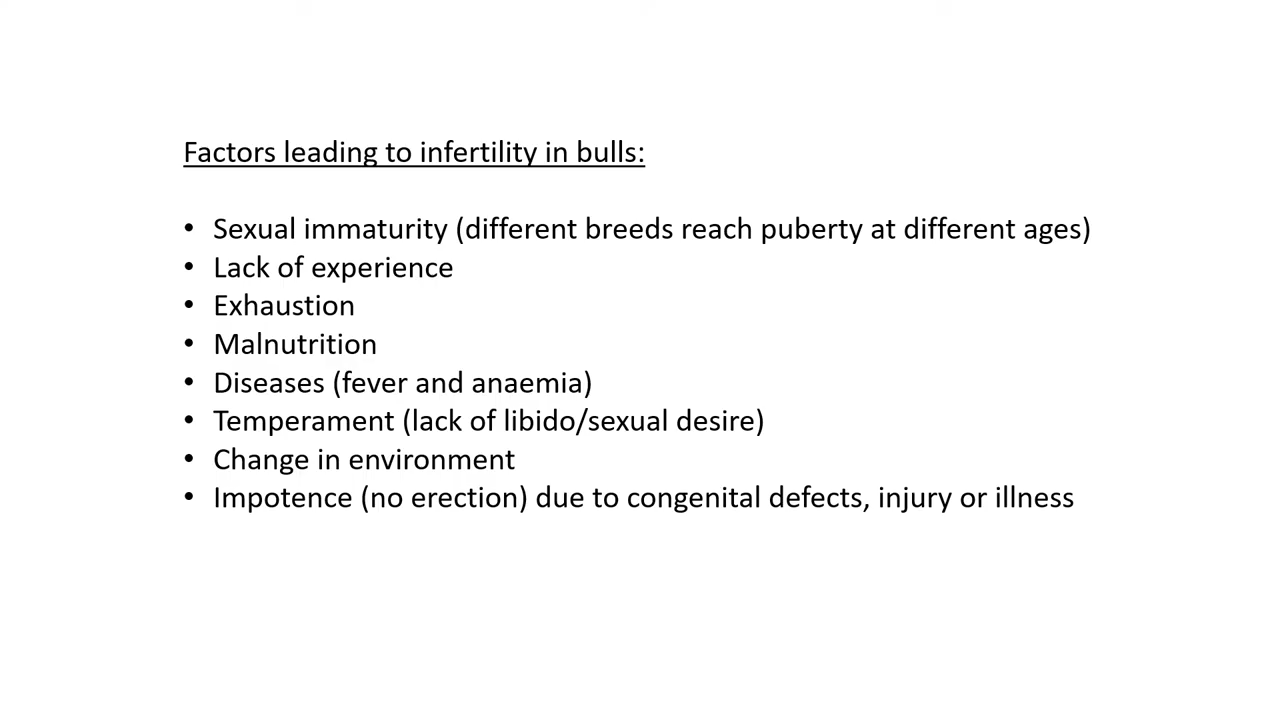 Factors leading to infertility in bulls:
• Sexual immaturity (different breeds reach puberty at different ages)
• Lack of experience
• Exhaustion
• Malnutrition
• Diseases (fever and anaemia)
• Temperament (lack of libido/sexual desire)
• Change in environment
• Impotence (no erection) due to congenital defects, injury or illness